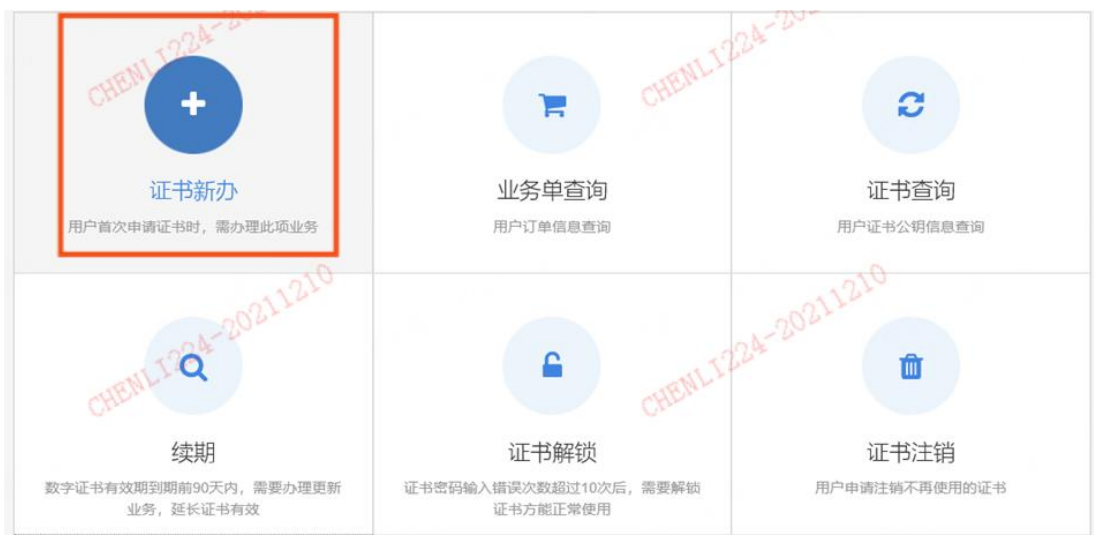 CHENLI224-20211210
CHENLI224-20211210
证书新办
用户首次申请证书时，需办理此项业务
业务单查询
用户订单信息查询
证书查询
用户证书公钥信息查询
CHENLI224-20211210
CHENLI224-20211210
续期
数字证书有效期到期前90天内，需要办理更新
业务，延长证书有效
证书解锁
证书密码输入错误次数超过10次后，需要解锁
证书方能正常使用
证书注销
用户申请注销不再使用的证书